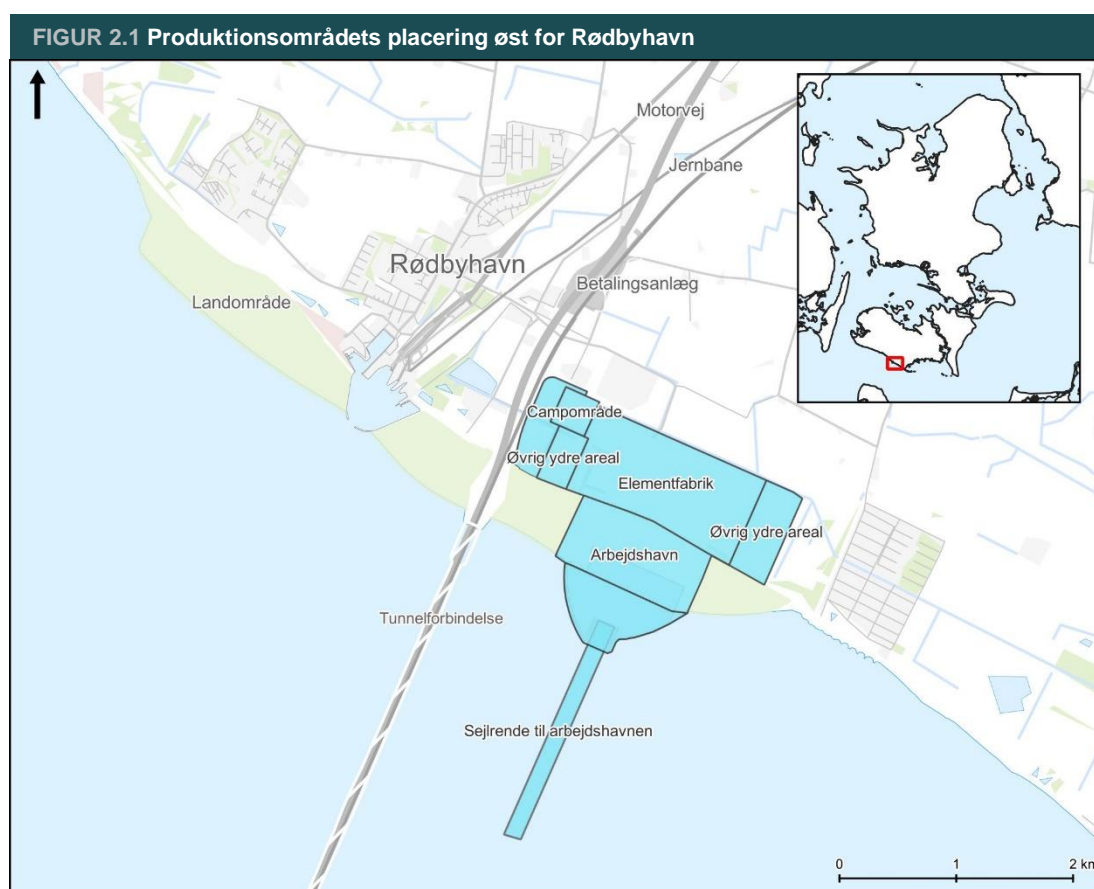 FIGUR 2.1 Produktionsområdets placering øst for Rødbyhavn
Motorvej
Jernbane
Rødbyhavn
Betalingsanlæg
Landområde
Campområde
Øvrig ydre areal
Elementfabrik
Øvrig ydre areal
Arbejdshavn
Tunnelforbindelse
Sejlrende til arbejdshavnen
0 1 2 km